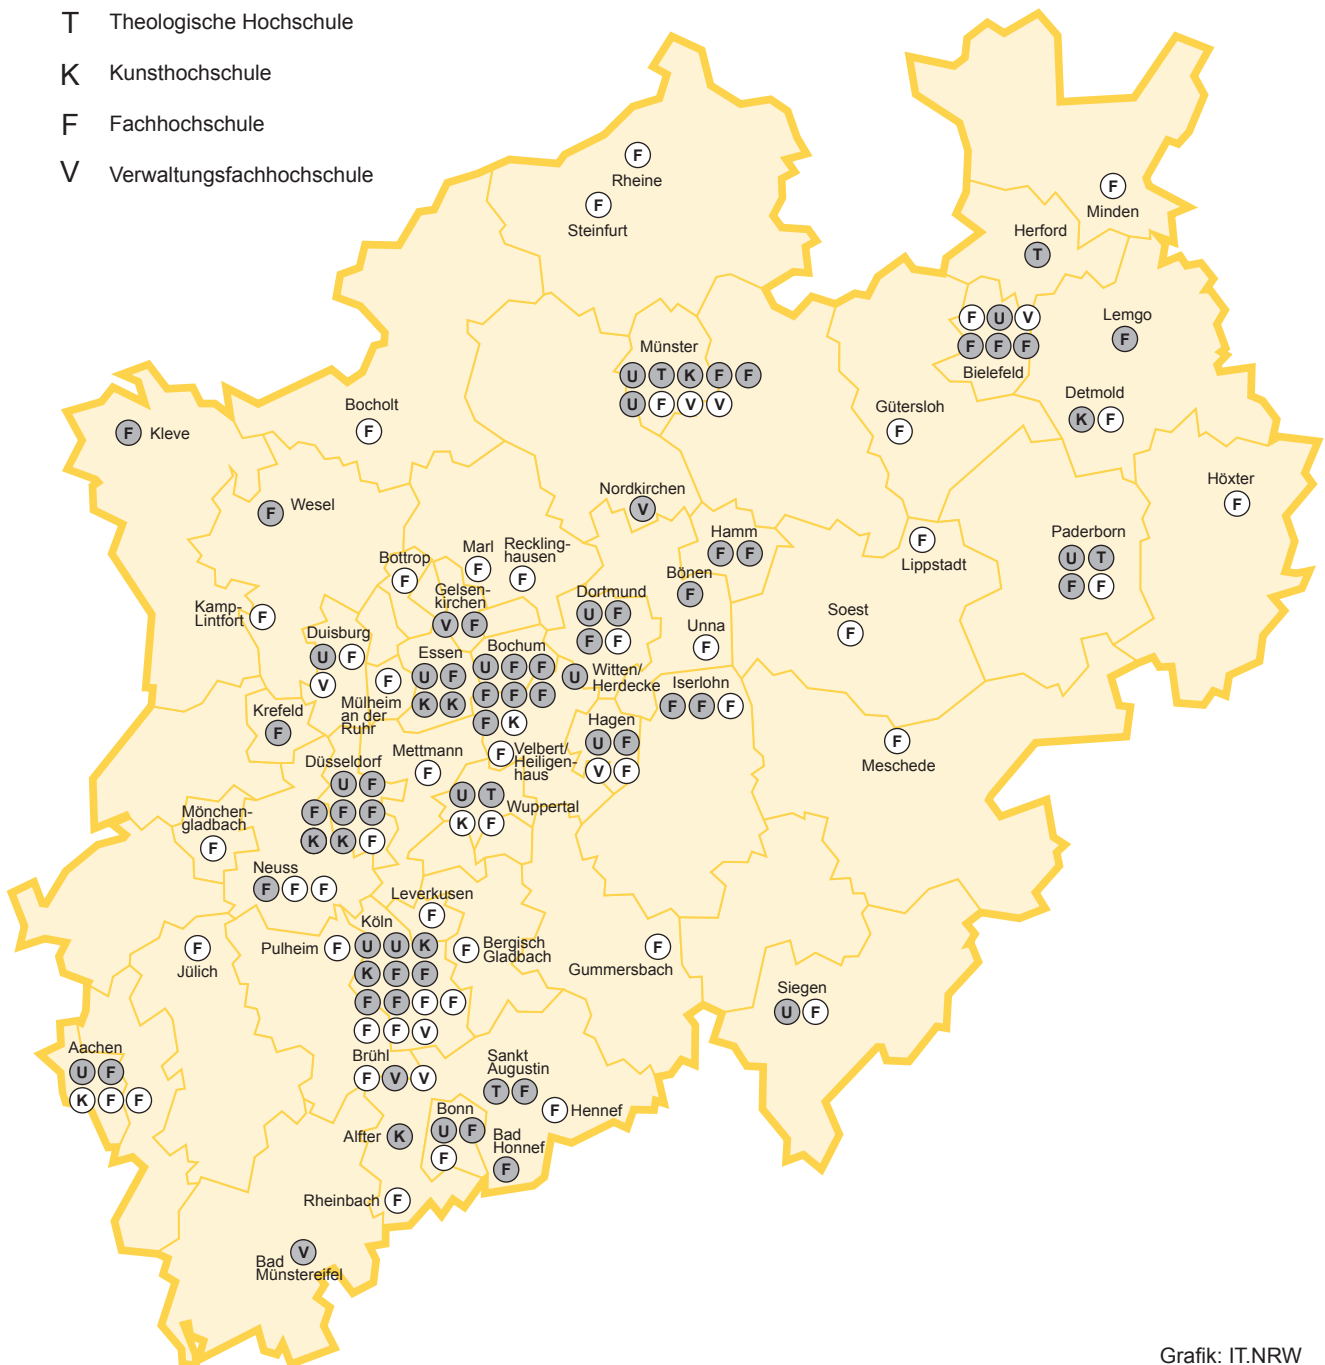 T Theologische Hochschule
K Kunsthochschule
F Fachhochschule
V Verwaltungsfachhochschule
F
Rheine
F
Steinfurt
F
Minden
Herford
T
F U V
F F F
Bielefeld
Lemgo
F
Münster
U T K F F
U F V V
Detmold
K F
Gütersloh
F
Bocholt
F
F Kleve
Höxter
F
Nordkirchen
V
F Wesel
Hamm
F F
F
Lippstadt
Paderborn
U T
F F
Bottrop
F
Marl
F
Reckling-
hausen
F
Gelsen-
kirchen
V F
Bönen
F
Dortmund
U F
F F
Kamp-
Lintfort F
Unna
F
Soest
F
Duisburg
U F
V
F
Mülheim
an der
Ruhr
Essen
U F
K K
Bochum
U F F
F F F
F K
U Witten/
Herdecke
Iserlohn
F F F
Krefeld
F
Hagen
U F
V F
F
Meschede
Mettmann
F
F Velbert/
Heiligen-
haus
Düsseldorf
U F
F F F
K K F
U T
K F
Wuppertal
Mönchen-
gladbach
F
Neuss
F F F
Leverkusen
F
Köln
U U K
K F F
F F F F
F F V
Pulheim F
F Bergisch
Gladbach
F
Gummersbach
F
Jülich
Siegen
U F
Aachen
U F
K F F
Brühl
F V V
Sankt
Augustin
T F
F Hennef
Alfter K
Bonn
U F
F
Bad
Honnef
F
Rheinbach F
V
Bad
Münstereifel
Grafik: IT.NRW